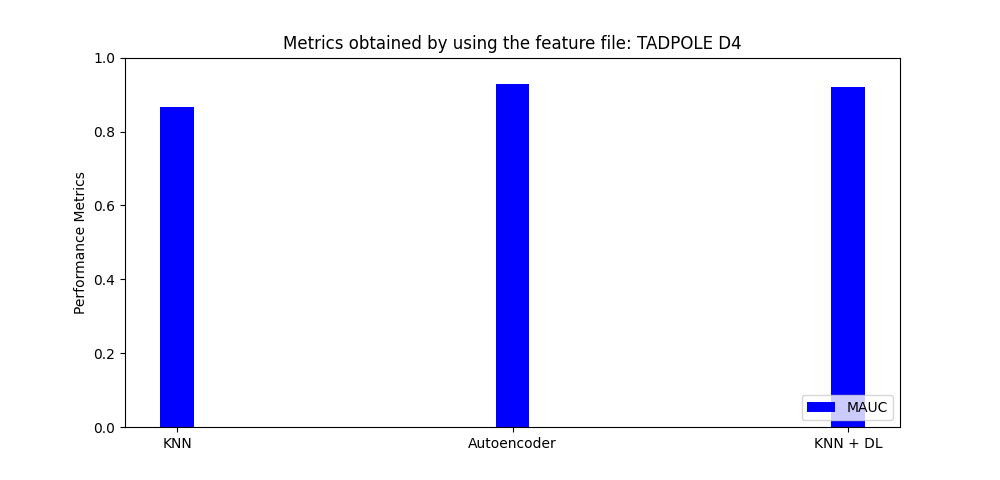 Metrics obtained by using the feature file: TADPOLE D4
Performance Metrics
1.0
0.8
0.6
0.4
0.2
0.0
MAUC
KNN
Autoencoder
KNN + DL